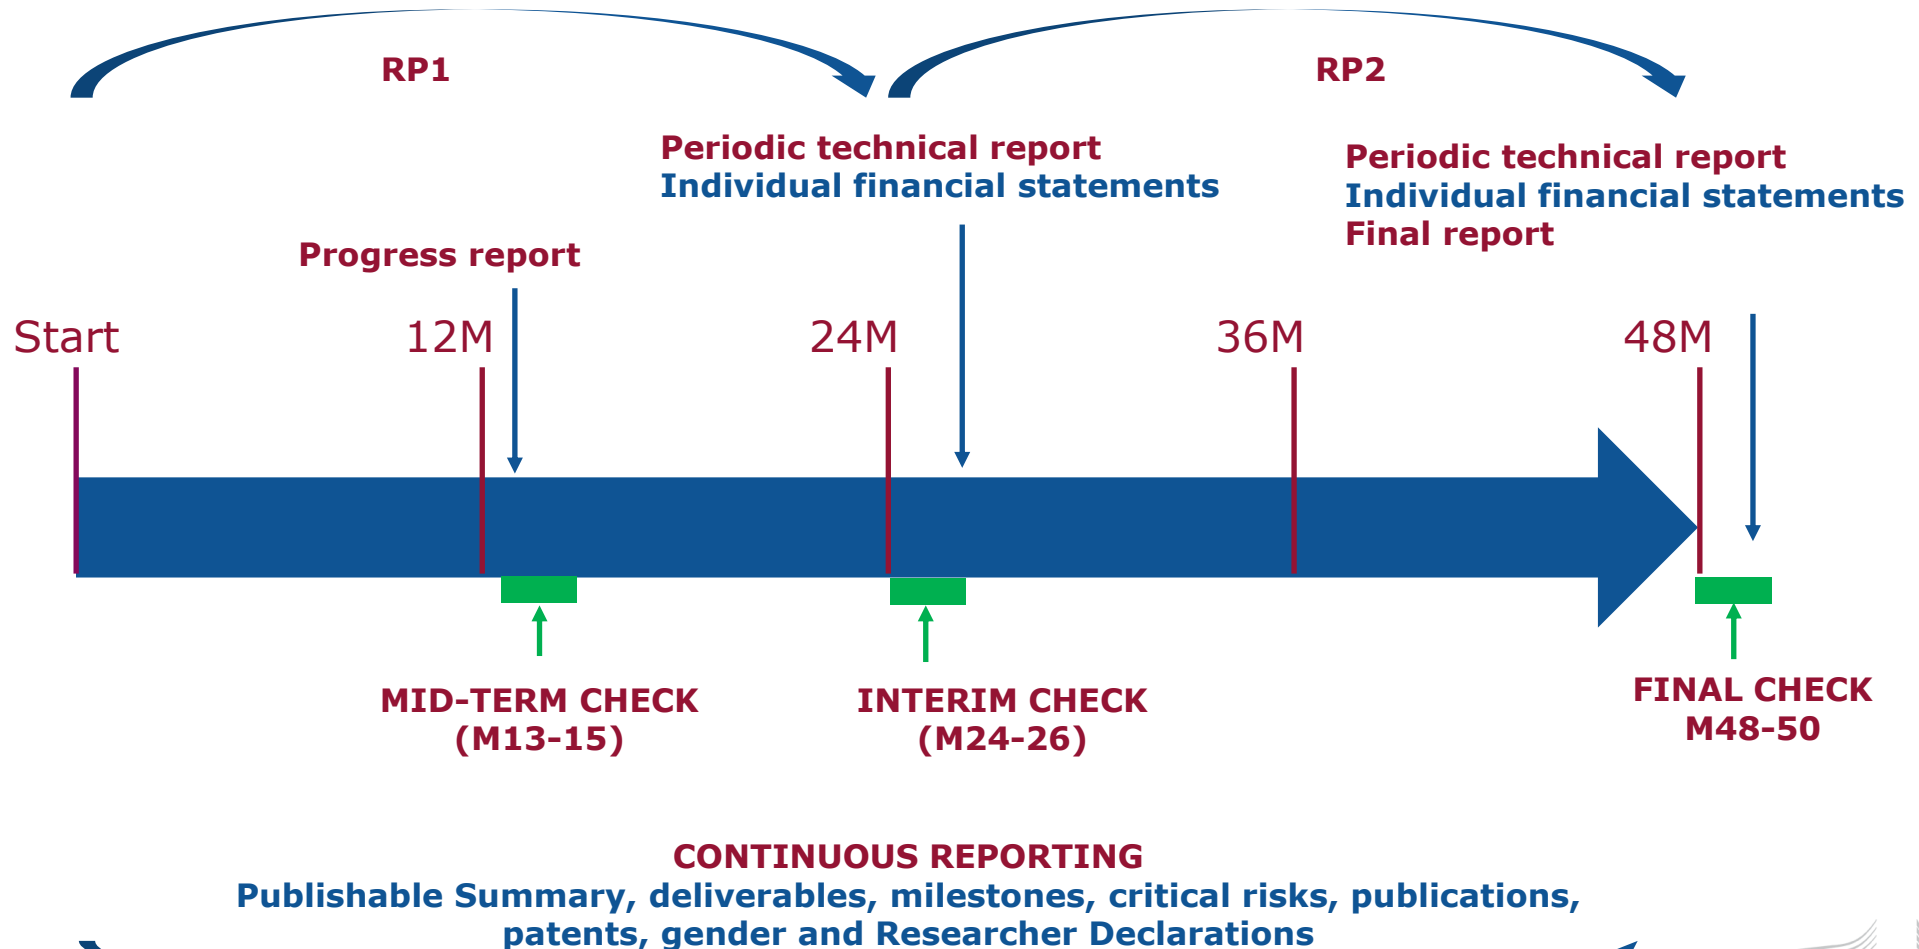 RP1
RP2
Periodic technical report
Individual financial statements
Periodic technical report
Individual financial statements
Final report
Progress report
Start
12M
24M
36M
48M
MID-TERM CHECK
(M13-15)
INTERIM CHECK
(M24-26)
FINAL CHECK
M48-50
CONTINUOUS REPORTING
Publishable Summary, deliverables, milestones, critical risks, publications,
patents, gender and Researcher Declarations